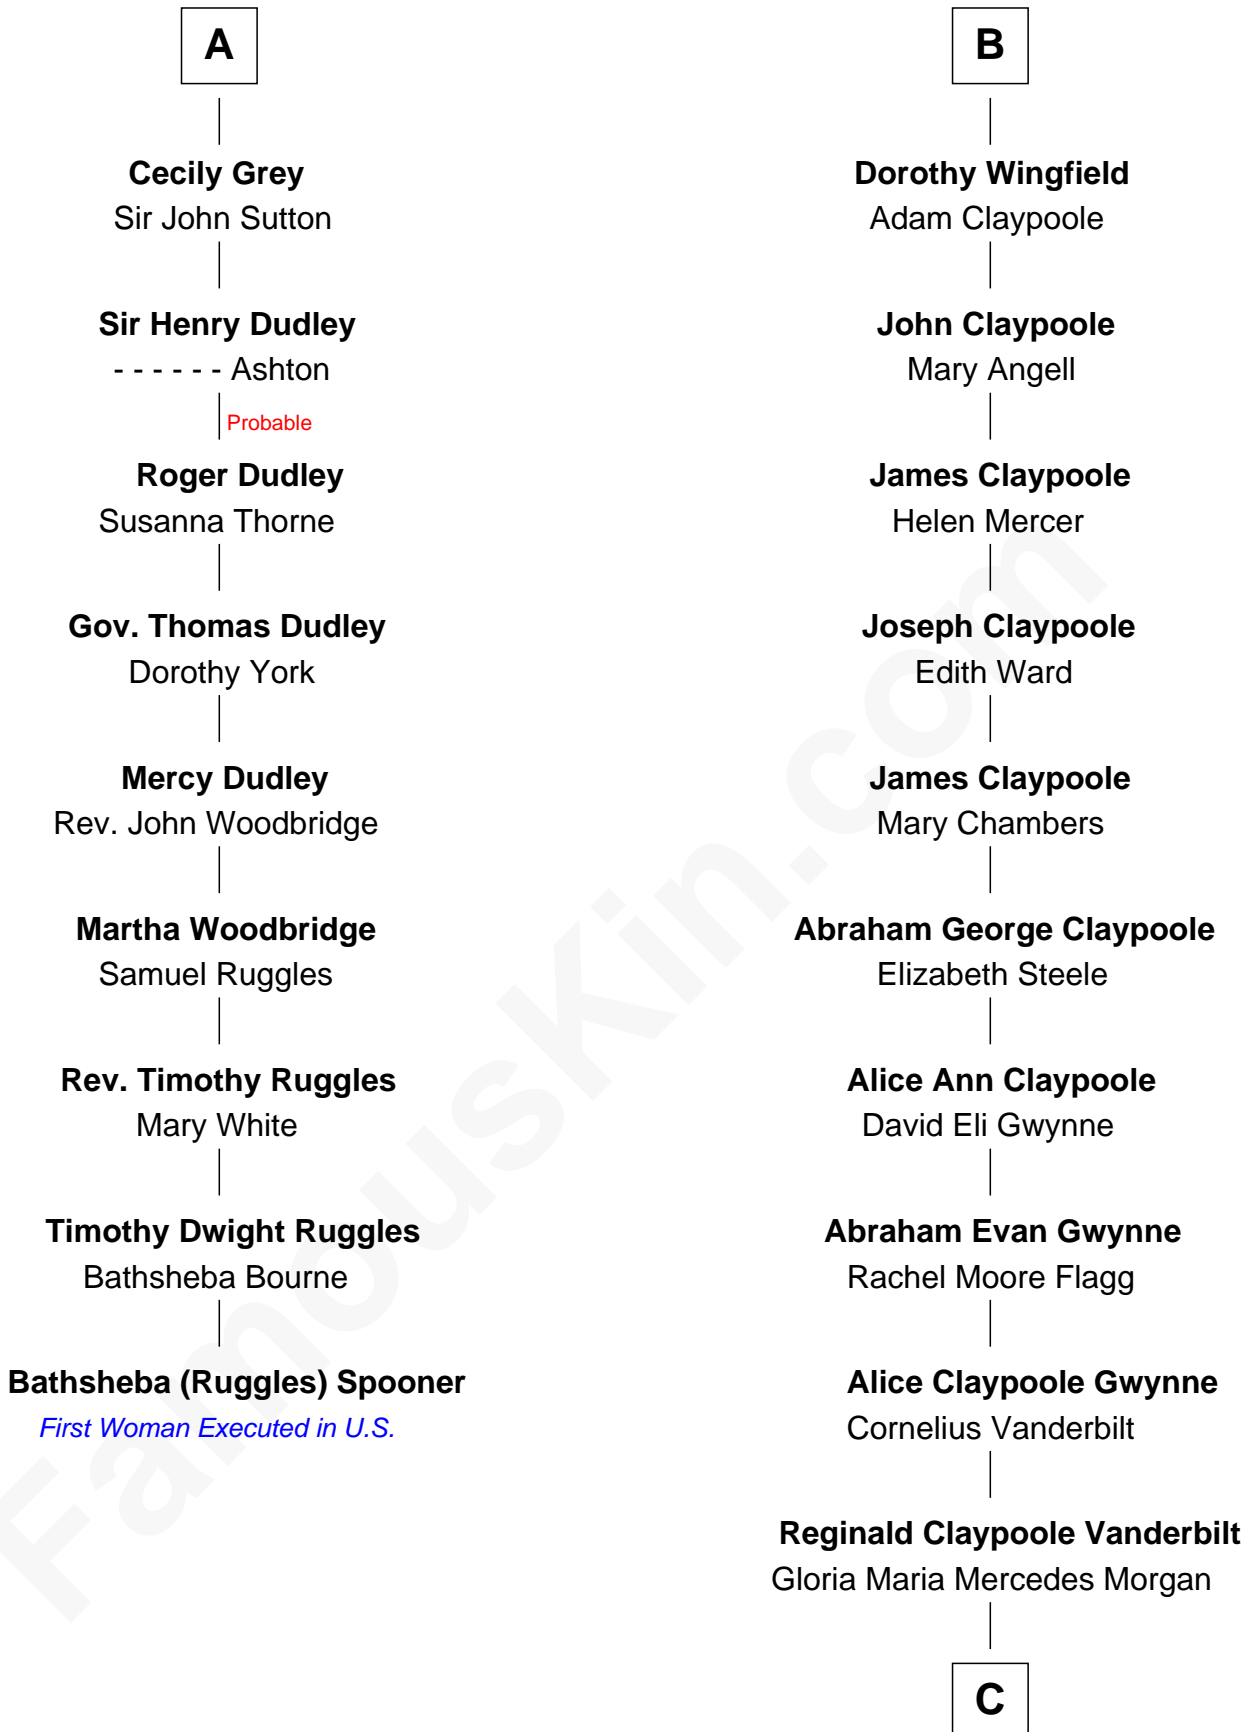 A
Cecily Grey
Sir John Sutton
Sir Henry Dudley
- - - - - - Ashton
Probable
Roger Dudley
Susanna Thorne
Gov. Thomas Dudley
Dorothy York
Mercy Dudley
Rev. John Woodbridge
Martha Woodbridge
Samuel Ruggles
Rev. Timothy Ruggles
Mary White
Timothy Dwight Ruggles
Bathsheba Bourne
Bathsheba (Ruggles) Spooner
First Woman Executed in U.S.
B
Dorothy Wingfield
Adam Claypoole
John Claypoole
Mary Angell
James Claypoole
Helen Mercer
Joseph Claypoole
Edith Ward
James Claypoole
Mary Chambers
Abraham George Claypoole
Elizabeth Steele
Alice Ann Claypoole
David Eli Gwynne
Abraham Evan Gwynne
Rachel Moore Flagg
Alice Claypoole Gwynne
Cornelius Vanderbilt
Reginald Claypoole Vanderbilt
Gloria Maria Mercedes Morgan
C
FamousKin.com